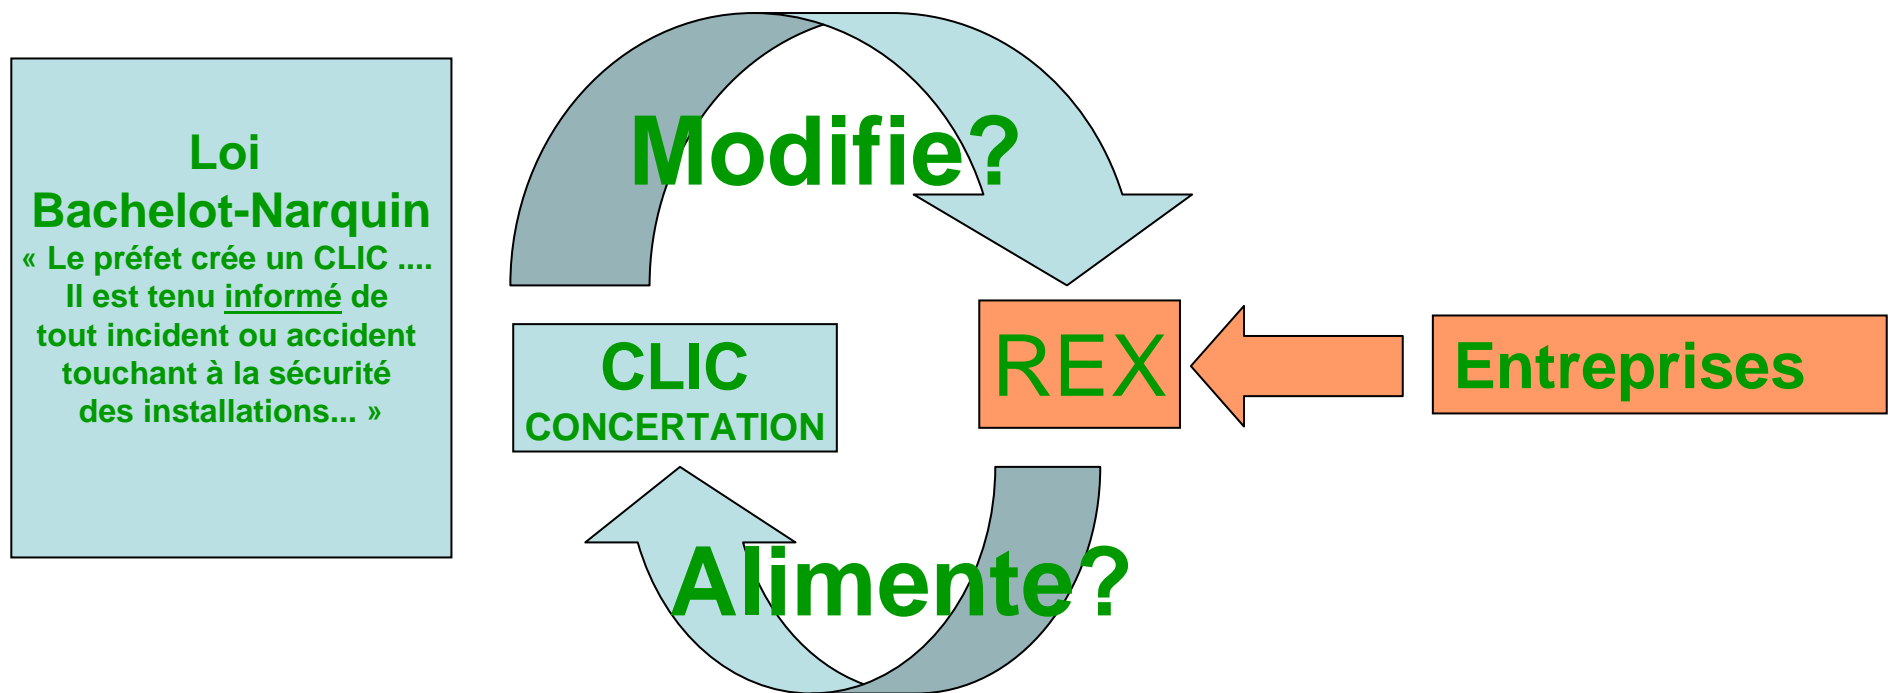 Loi
Bachelot-Narquin
« Le préfet crée un CLIC ....
Il est tenu informé de
tout incident ou accident
touchant à la sécurité
des installations... »
Modifie?
CLIC
CONCERTATION
REX
Entreprises
Alimente?